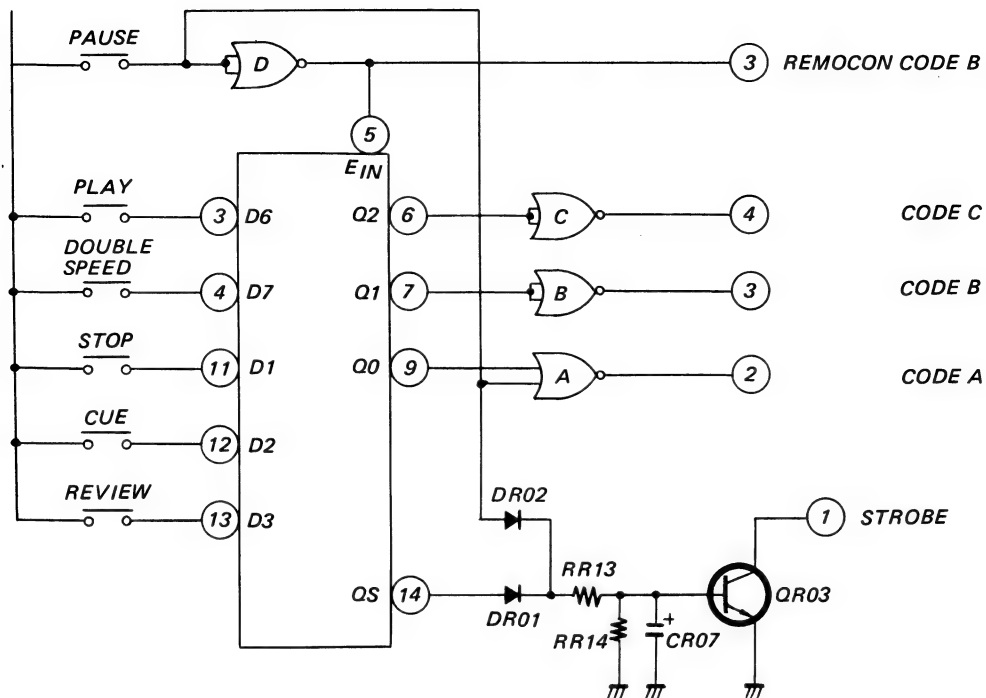 PAUSE
D
3 REMOCON CODE B
5
EIN
PLAY
3 D6 Q2 6 C 4 CODE C
DOUBLE
SPEED
4 D7 Q1 7 B 3 CODE B
STOP
11 D1 Q0 9 A 2 CODE A
CUE
12 D2
REVIEW
13 D3
DR02
1 STROBE
RR13
QS 14
DR01
QR03
RR14
+
CR07